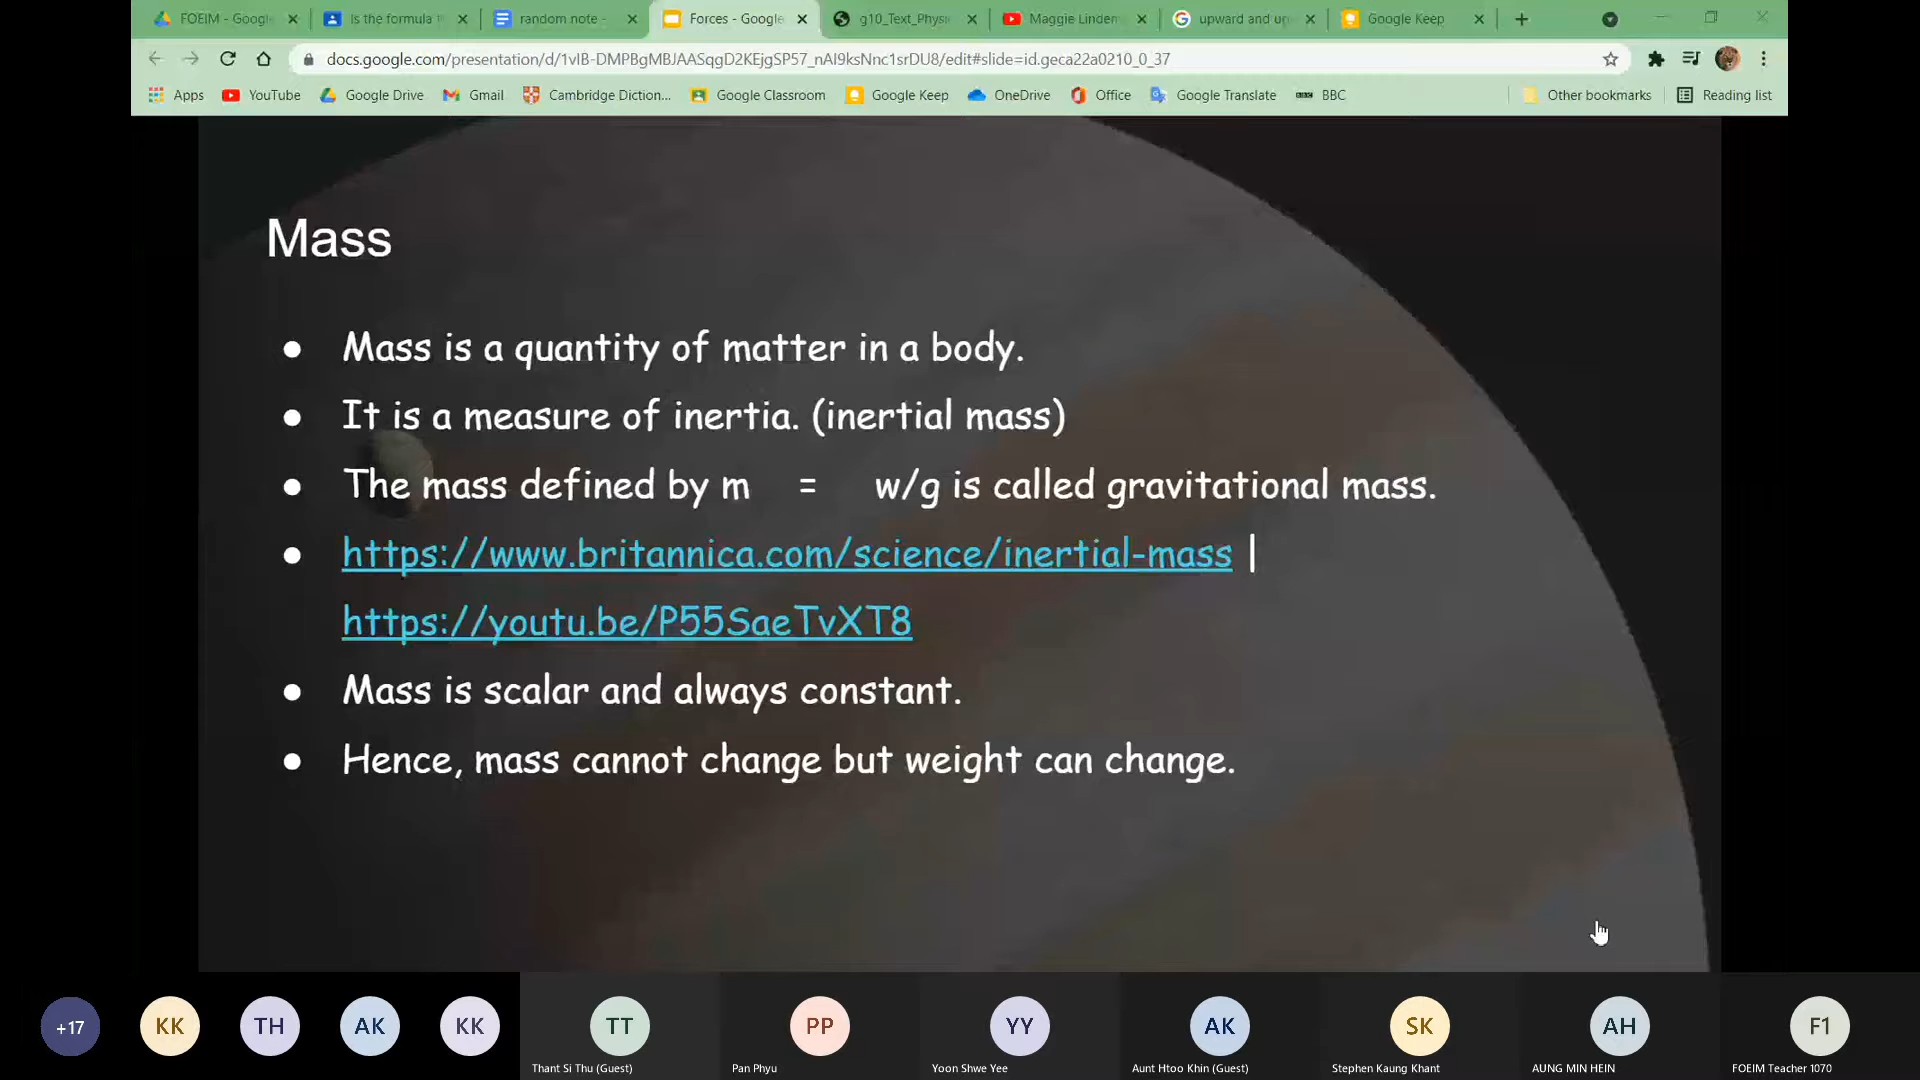 FOEIM - Google
Is the formula
random note -
Forces - Google
g10_Text_Physi
Maggie Lindem
upward and up
Google Keep
docs.google.com/presentation/d/1vIB-DMPBgMBJAASqgD2KEjgSP57_nAI9ksNnc1srDU8/edit#slide=id.geca22a0210_0_37
Apps YouTube Google Drive Gmail Cambridge Diction... Google Classroom Google Keep OneDrive Office Google Translate BBC Other bookmarks Reading list
Mass
● Mass is a quantity of matter in a body.
● It is a measure of inertia. (inertial mass)
● The mass defined by m = w/g is called gravitational mass.
● https://www.britannica.com/science/inertial-mass |
https://youtu.be/P55SaeTvXT8
● Mass is scalar and always constant.
● Hence, mass cannot change but weight can change.
+17 KK TH AK KK TT PP YY AK SK AH F1
Thant Si Thu (Guest) Pan Phyu Yoon Shwe Yee Aunt Htoo Khin (Guest) Stephen Kaung Khant AUNG MIN HEIN FOEIM Teacher 1070